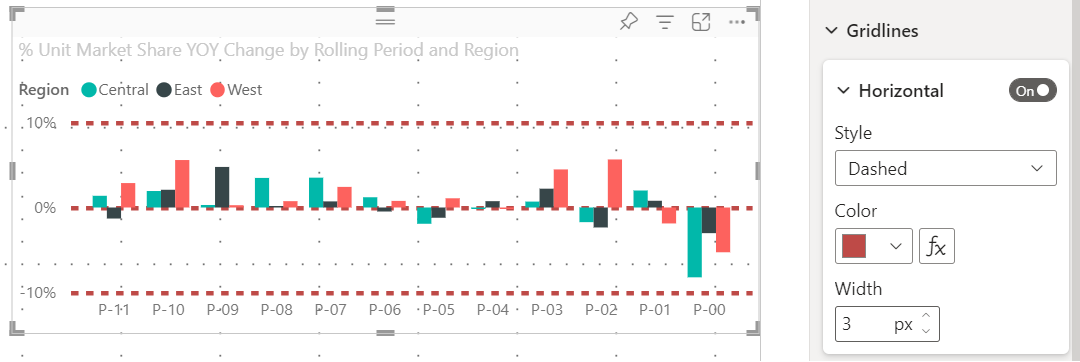 % Unit Market Share YOY Change by Rolling Period and Region
Region Central East West
10%
0%
-10%
P-11 P-10 P-09 P-08 P-07 P-06 P-05 P-04 P-03 P-02 P-01 P-00
Gridlines
Horizontal On
Style
Dashed
Color
fx
Width
3 px